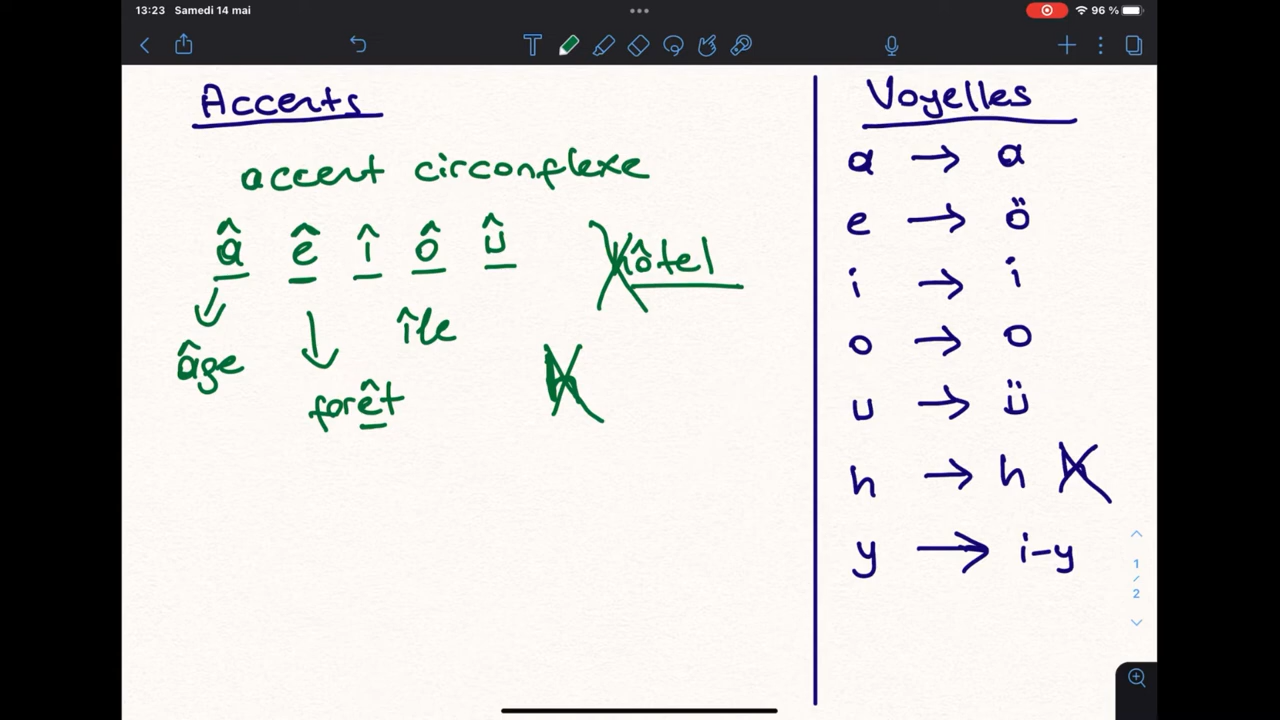 13:23 Samedi 14 mai
96 %
Accents
accent circonflexe
â ê î ô û hôtel
âge île
forêt h
Voyelles
a → a
e → ö
i → i
o → o
u → ü
h → h h
y → i-y
1
/
2